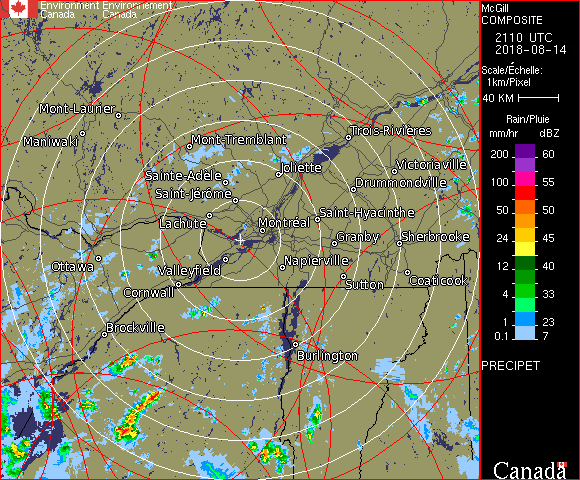 Environment Environnement
Canada Canada
McGill
COMPOSITE
2110 UTC
2018-08-14
Scale/Échelle:
1km/Pixel
40 KM
Rain/Pluie
mm/hr dBZ
200 60
100 55
50 50
24 45
12 40
8 33
4 28
1 23
0.1 7
PRECIPET
Canada
Mont-Laurier
Maniwaki
Mont-Tremblant
Trois-Rivières
Sainte-Adèle
Joliette
Victoriaville
Saint-Jérôme
Drummondville
Lachute
Montréal
Saint-Hyacinthe
Granby
Sherbrooke
Ottawa
Valleyfield
Napierville
Cornwall
Sutton
Coaticook
Brockville
Burlington